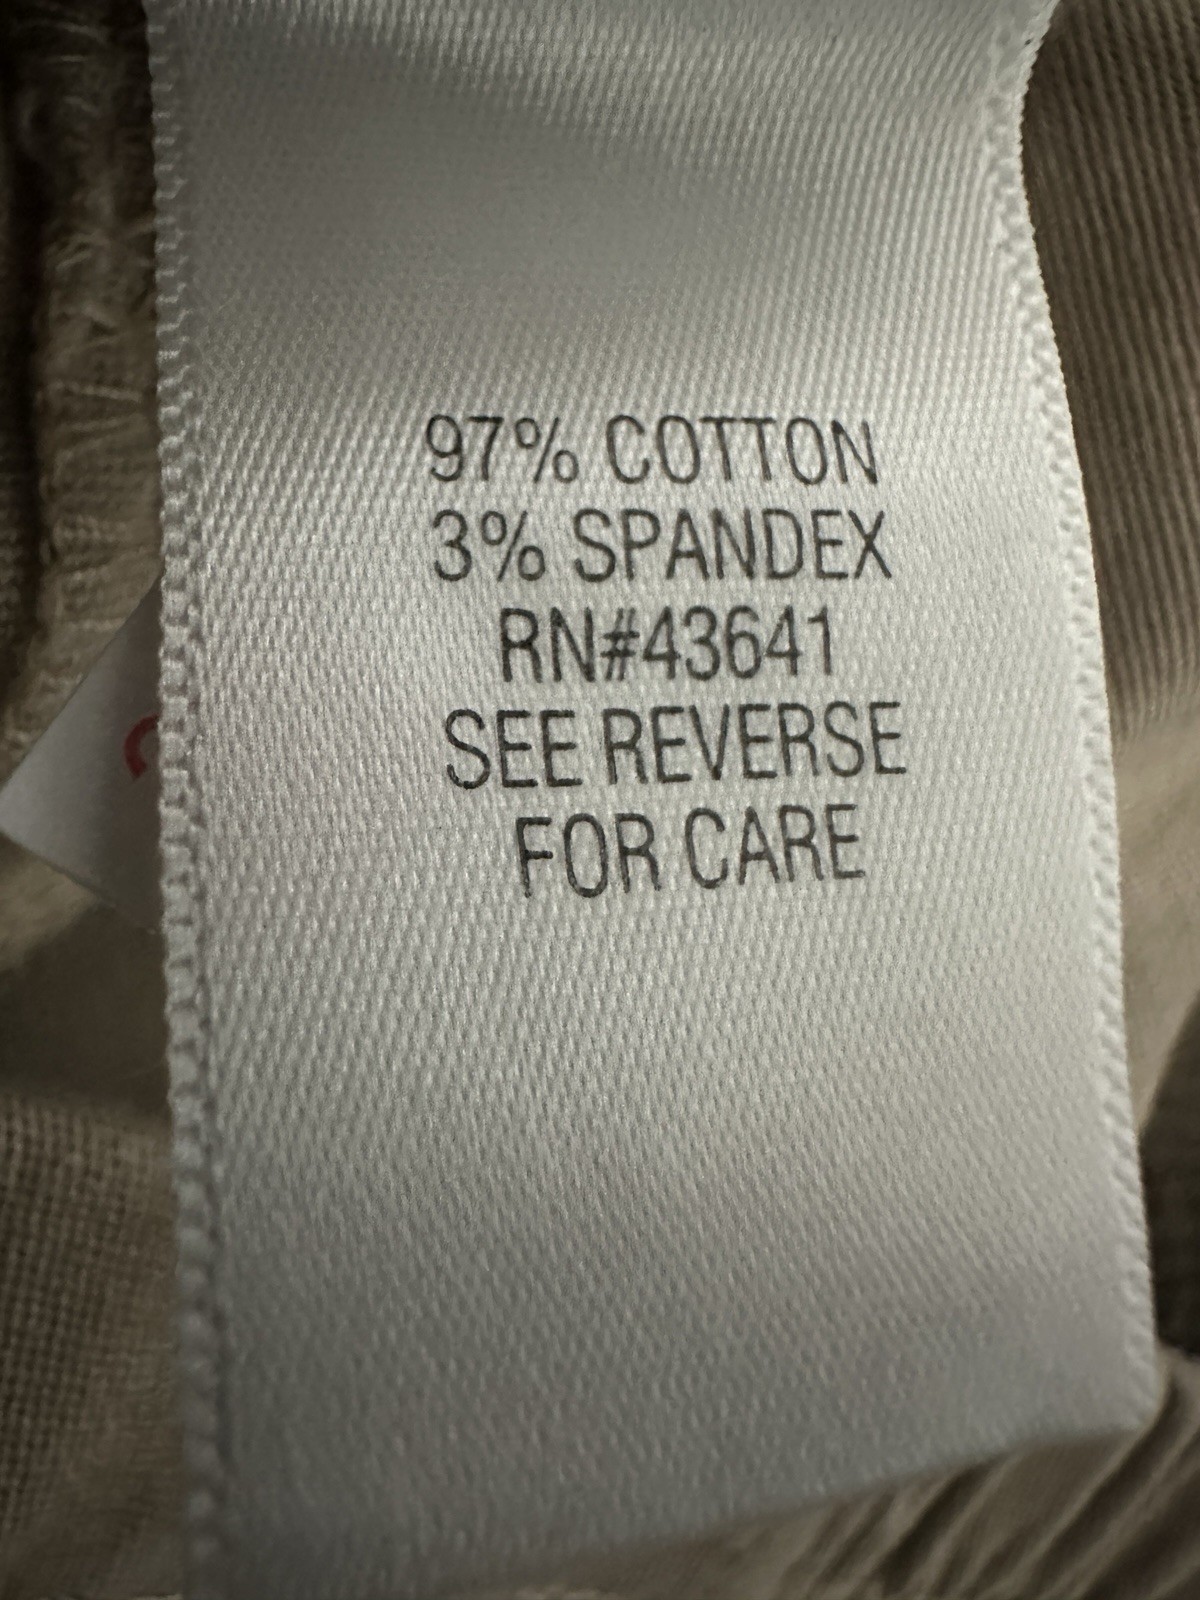 97% COTTON
3% SPANDEX
RN#43641
SEE REVERSE
FOR CARE